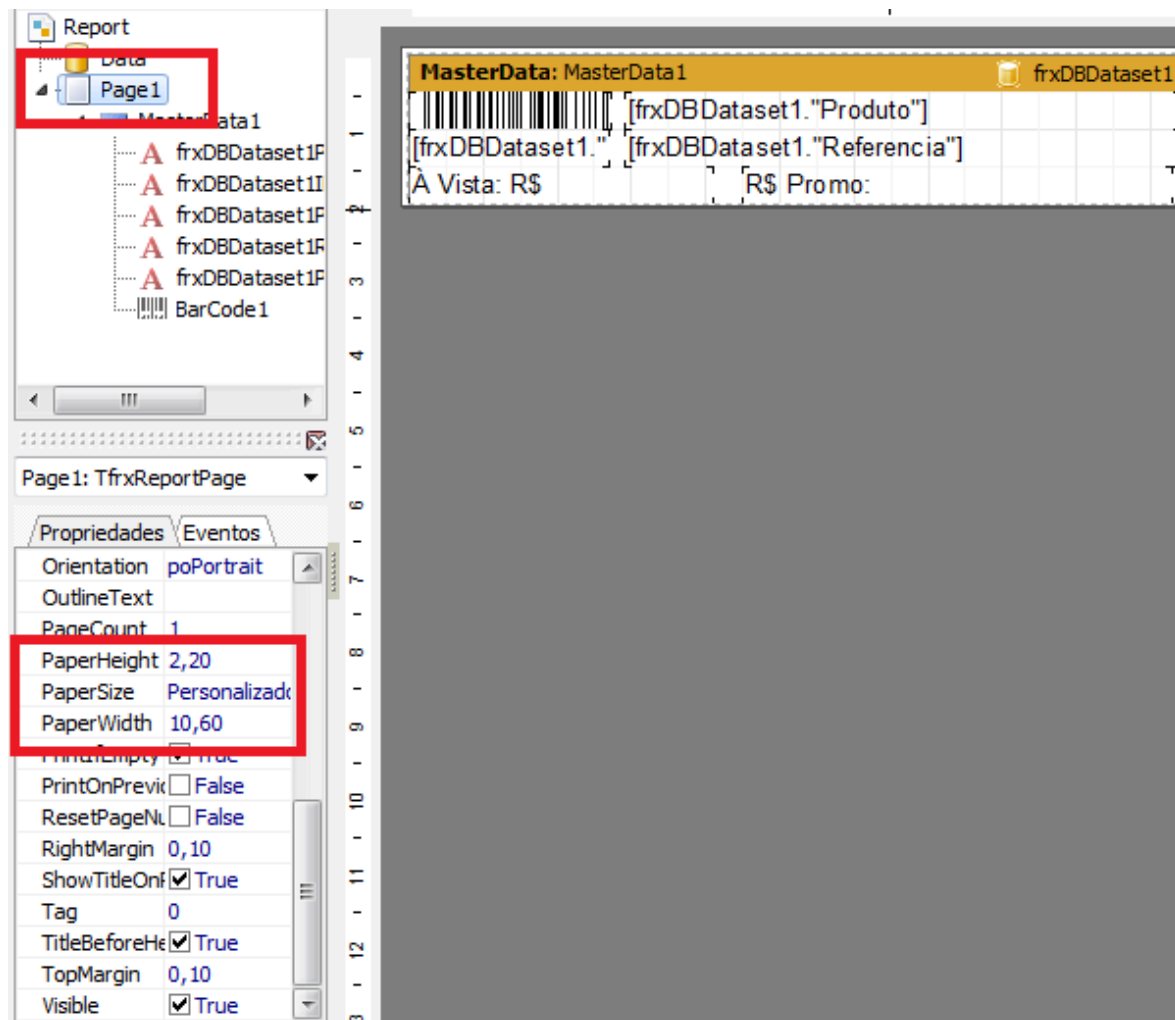 Report
Data
Page1
MasterData1
frxDBDataset1P
frxDBDataset1I
frxDBDataset1P
frxDBDataset1R
frxDBDataset1P
BarCode1
Page1: TfrxReportPage
Propriedades
Eventos
Orientation poPortrait
OutlineText
PageCount 1
PaperHeight 2,20
PaperSize Personalizado
PaperWidth 10,60
PrintIfEmpty True
PrintOnPrevic False
ResetPageNu False
RightMargin 0,10
ShowTitleOnF True
Tag 0
TitleBeforeHe True
TopMargin 0,10
Visible True
1
2
3
4
5
6
7
8
9
10
11
12
MasterData: MasterData1
frxDBDataset1
[frxDBDataset1."Produto"]
[frxDBDataset1."
[frxDBDataset1."Referencia"]
À Vista: R$
R$ Promo: